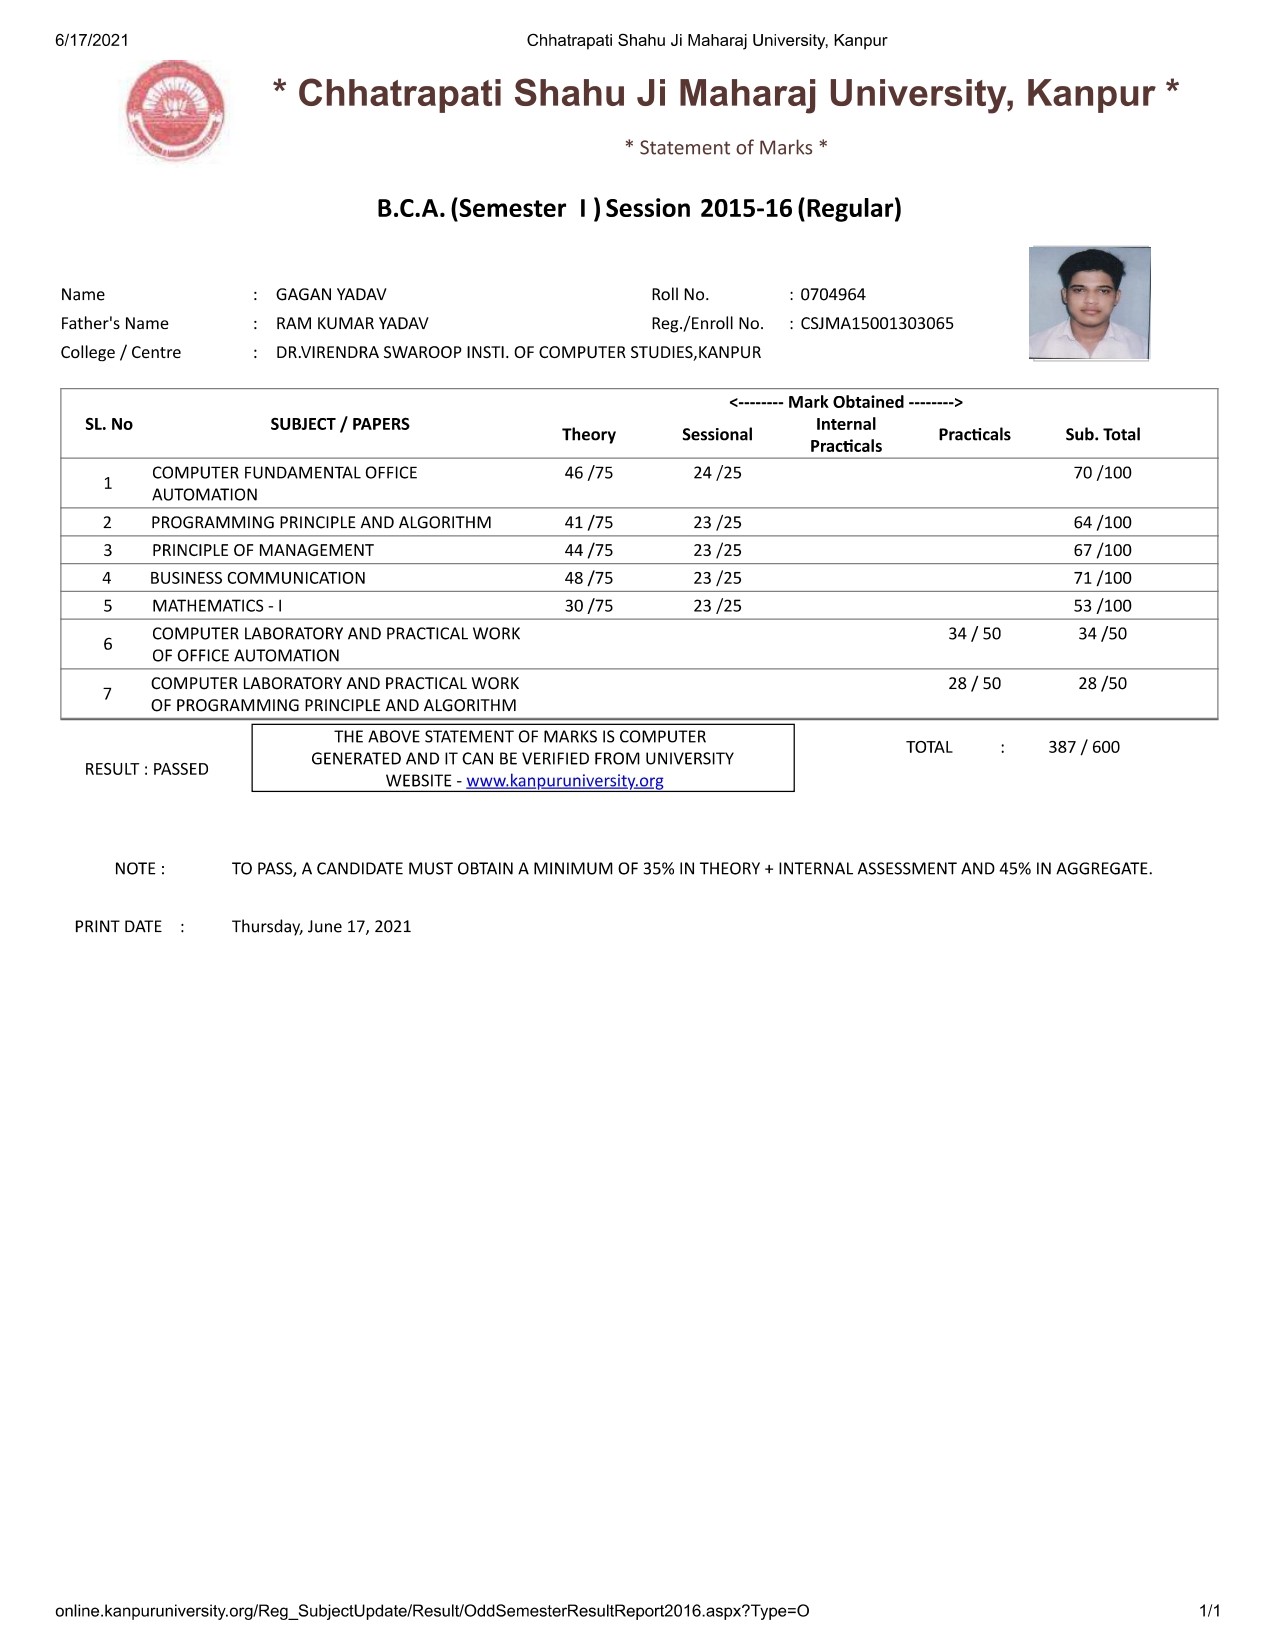 6/17/2021 Chhatrapati Shahu Ji Maharaj University, Kanpur
* Chhatrapati Shahu Ji Maharaj University, Kanpur *
* Statement of Marks *
B.C.A. (Semester I ) Session 2015-16 (Regular)
Name : GAGAN YADAV Roll No. : 0704964
Father's Name : RAM KUMAR YADAV Reg./Enroll No. : CSJMA15001303065
College / Centre : DR.VIRENDRA SWAROOP INSTI. OF COMPUTER STUDIES,KANPUR
<-------- Mark Obtained -------->
SL. No SUBJECT / PAPERS Theory Sessional Internal Practicals Practicals Sub. Total
1 COMPUTER FUNDAMENTAL OFFICE 46 /75 24 /25 70 /100
AUTOMATION
2 PROGRAMMING PRINCIPLE AND ALGORITHM 41 /75 23 /25 64 /100
3 PRINCIPLE OF MANAGEMENT 44 /75 23 /25 67 /100
4 BUSINESS COMMUNICATION 48 /75 23 /25 71 /100
5 MATHEMATICS - I 30 /75 23 /25 53 /100
6 COMPUTER LABORATORY AND PRACTICAL WORK 34 / 50 34 /50
OF OFFICE AUTOMATION
7 COMPUTER LABORATORY AND PRACTICAL WORK 28 / 50 28 /50
OF PROGRAMMING PRINCIPLE AND ALGORITHM
RESULT : PASSED
THE ABOVE STATEMENT OF MARKS IS COMPUTER
GENERATED AND IT CAN BE VERIFIED FROM UNIVERSITY
WEBSITE - www.kanpuruniversity.org
TOTAL : 387 / 600
NOTE : TO PASS, A CANDIDATE MUST OBTAIN A MINIMUM OF 35% IN THEORY + INTERNAL ASSESSMENT AND 45% IN AGGREGATE.
PRINT DATE : Thursday, June 17, 2021
online.kanpuruniversity.org/Reg_SubjectUpdate/Result/OddSemesterResultReport2016.aspx?Type=O 1/1